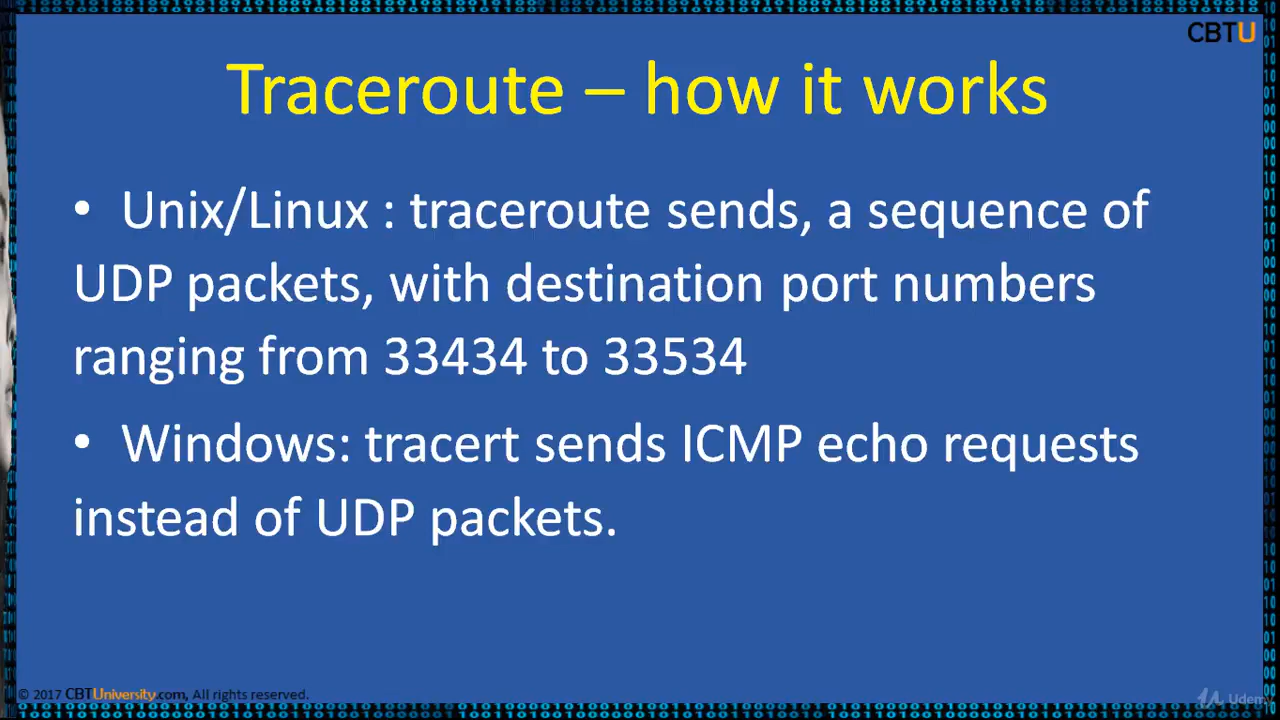 CBTU
Traceroute – how it works
• Unix/Linux : traceroute sends, a sequence of
UDP packets, with destination port numbers
ranging from 33434 to 33534
• Windows: tracert sends ICMP echo requests
instead of UDP packets.
© 2017 CBTUniversity.com, All rights reserved.
Udem